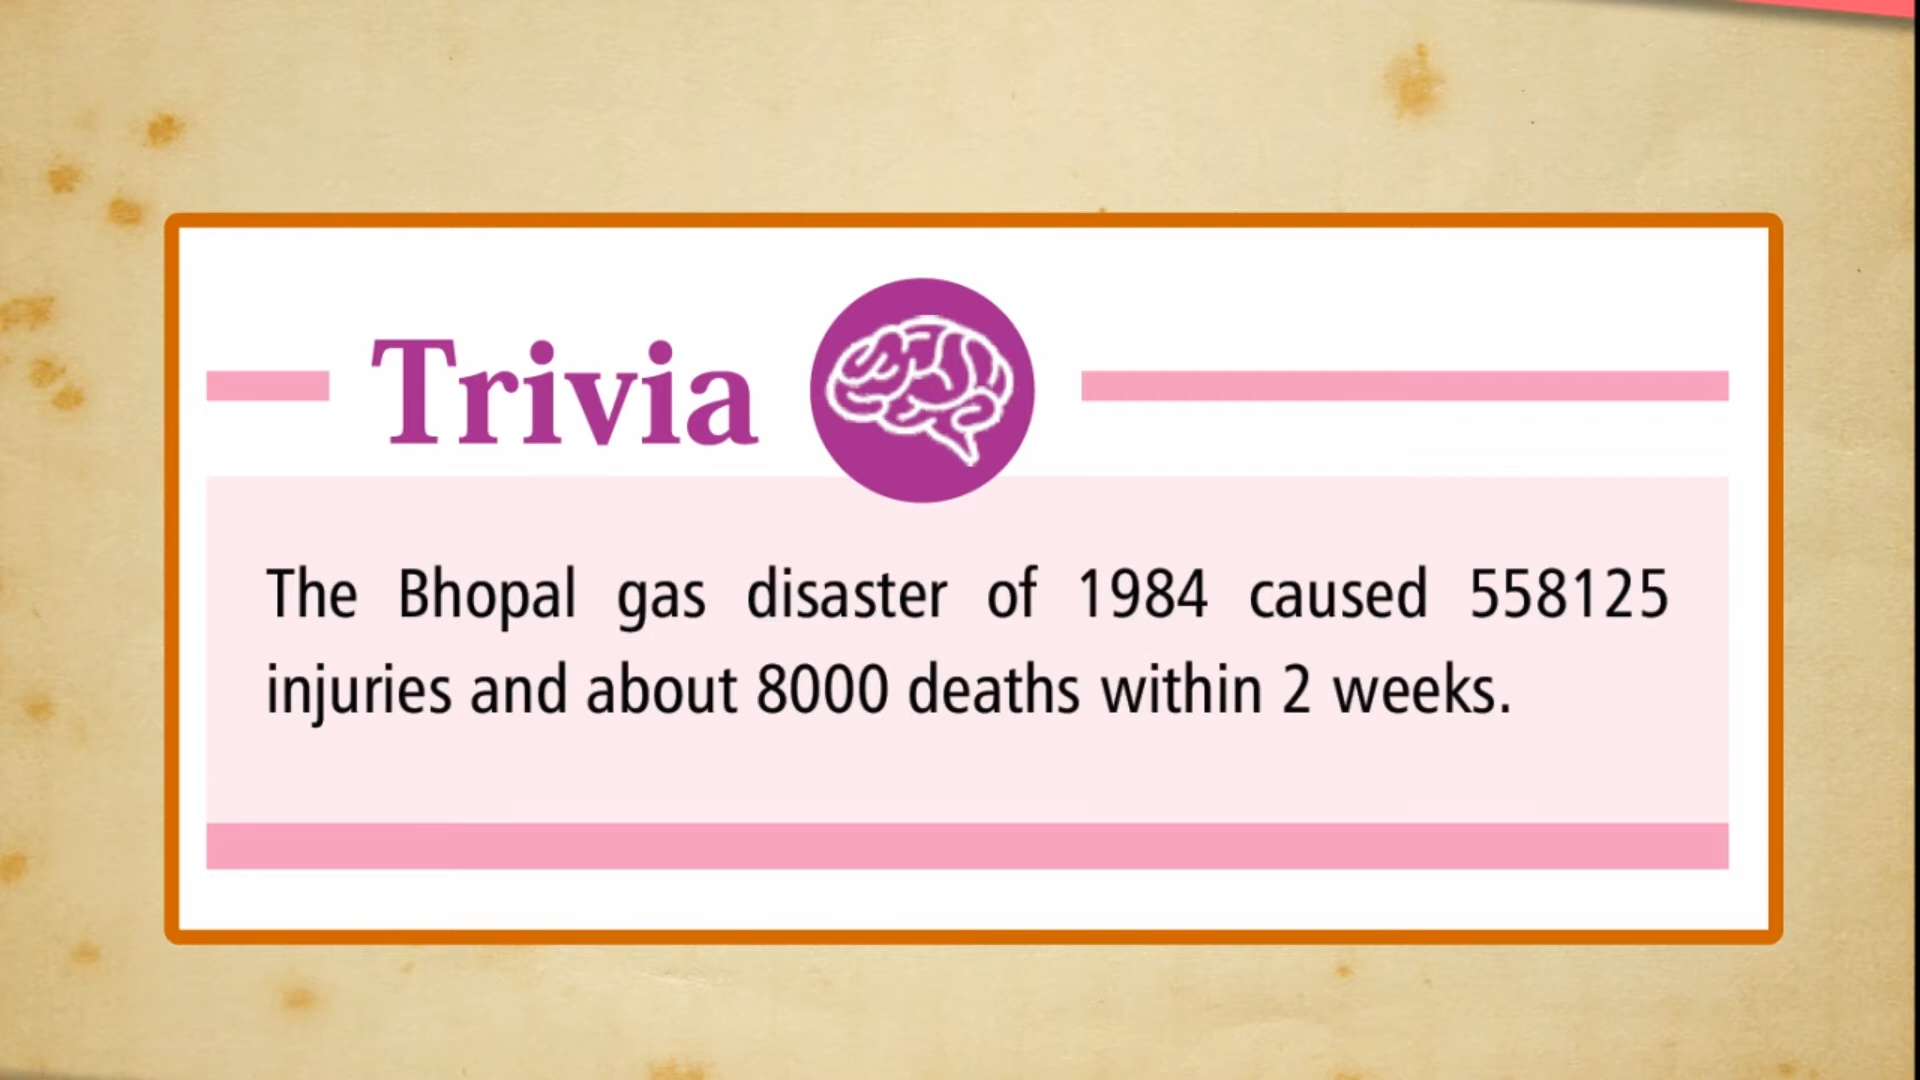 Trivia
The Bhopal gas disaster of 1984 caused 558125
injuries and about 8000 deaths within 2 weeks.